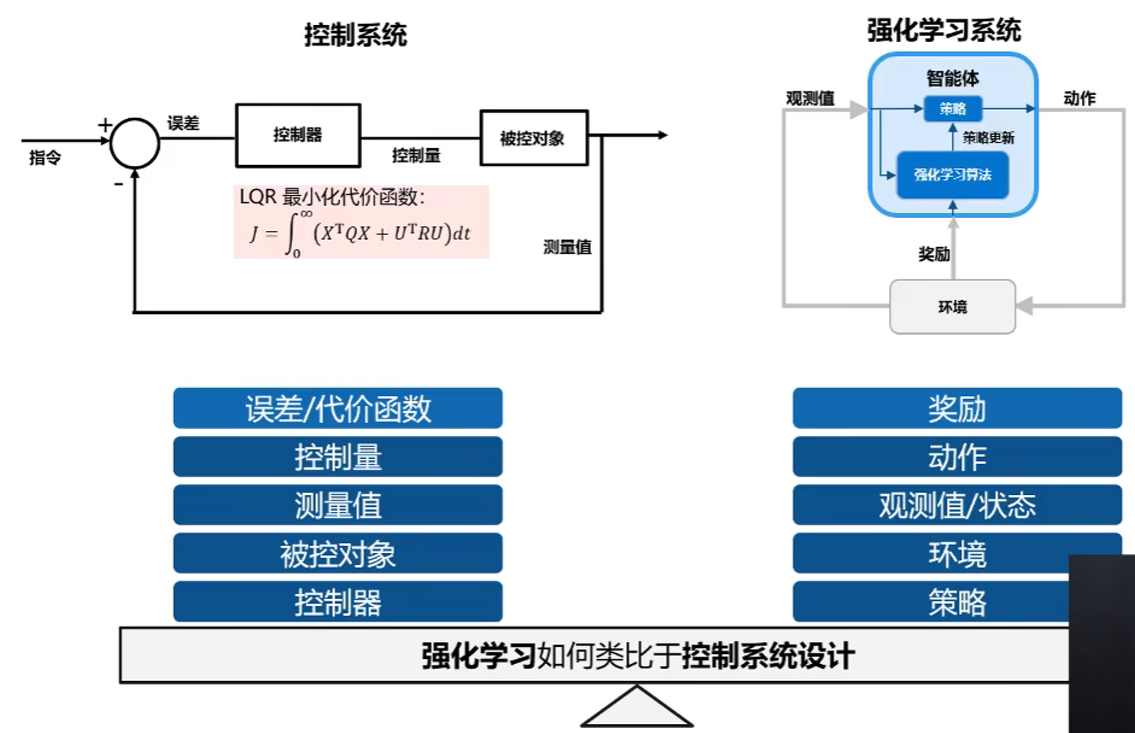 控制系统
+
误差
控制器
被控对象
指令
-
控制量
LQR 最小化代价函数：
J = ∫₀^∞ (XᵀQX + UᵀRU)dt
测量值
强化学习系统
智能体
观测值
策略
动作
策略更新
强化学习算法
奖励
环境
误差/代价函数
控制量
测量值
被控对象
控制器
奖励
动作
观测值/状态
环境
策略
强化学习如何类比于控制系统设计